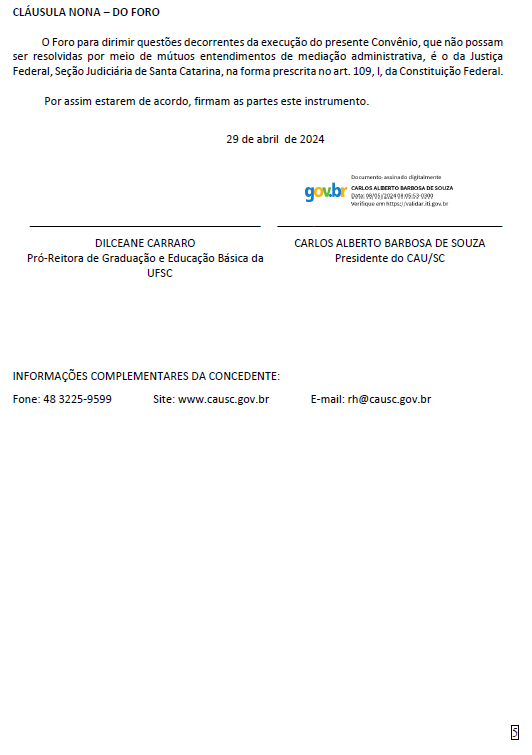 CLÁUSULA NONA – DO FORO
O Foro para dirimir questões decorrentes da execução do presente Convênio, que não possam
ser resolvidas por meio de mútuos entendimentos de mediação administrativa, é o da Justiça
Federal, Seção Judiciária de Santa Catarina, na forma prescrita no art. 109, I, da Constituição Federal.
Por assim estarem de acordo, firmam as partes este instrumento.
29 de abril de 2024
gov.br
Documento assinado digitalmente
CARLOS ALBERTO BARBOSA DE SOUZA
Data: 09/05/2024 09:05:53-0300
Verifique em https://validar.iti.gov.br
DILCEANE CARRARO
Pró-Reitora de Graduação e Educação Básica da
UFSC
CARLOS ALBERTO BARBOSA DE SOUZA
Presidente do CAU/SC
INFORMAÇÕES COMPLEMENTARES DA CONCEDENTE:
Fone: 48 3225-9599 Site: www.causc.gov.br E-mail: rh@causc.gov.br
5